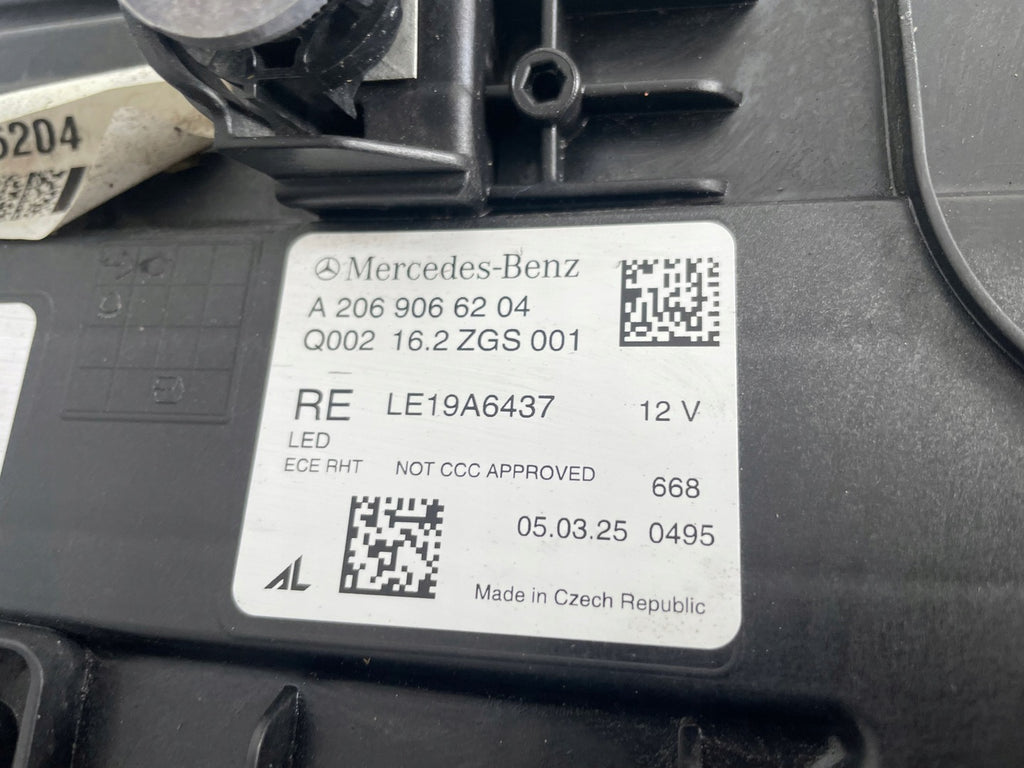 6204
Mercedes-Benz
A 206 906 62 04
Q002 16.2 ZGS 001
RE LE19A6437 12 V
LED
ECE RHT NOT CCC APPROVED
668
05.03.25 0495
AL
Made in Czech Republic